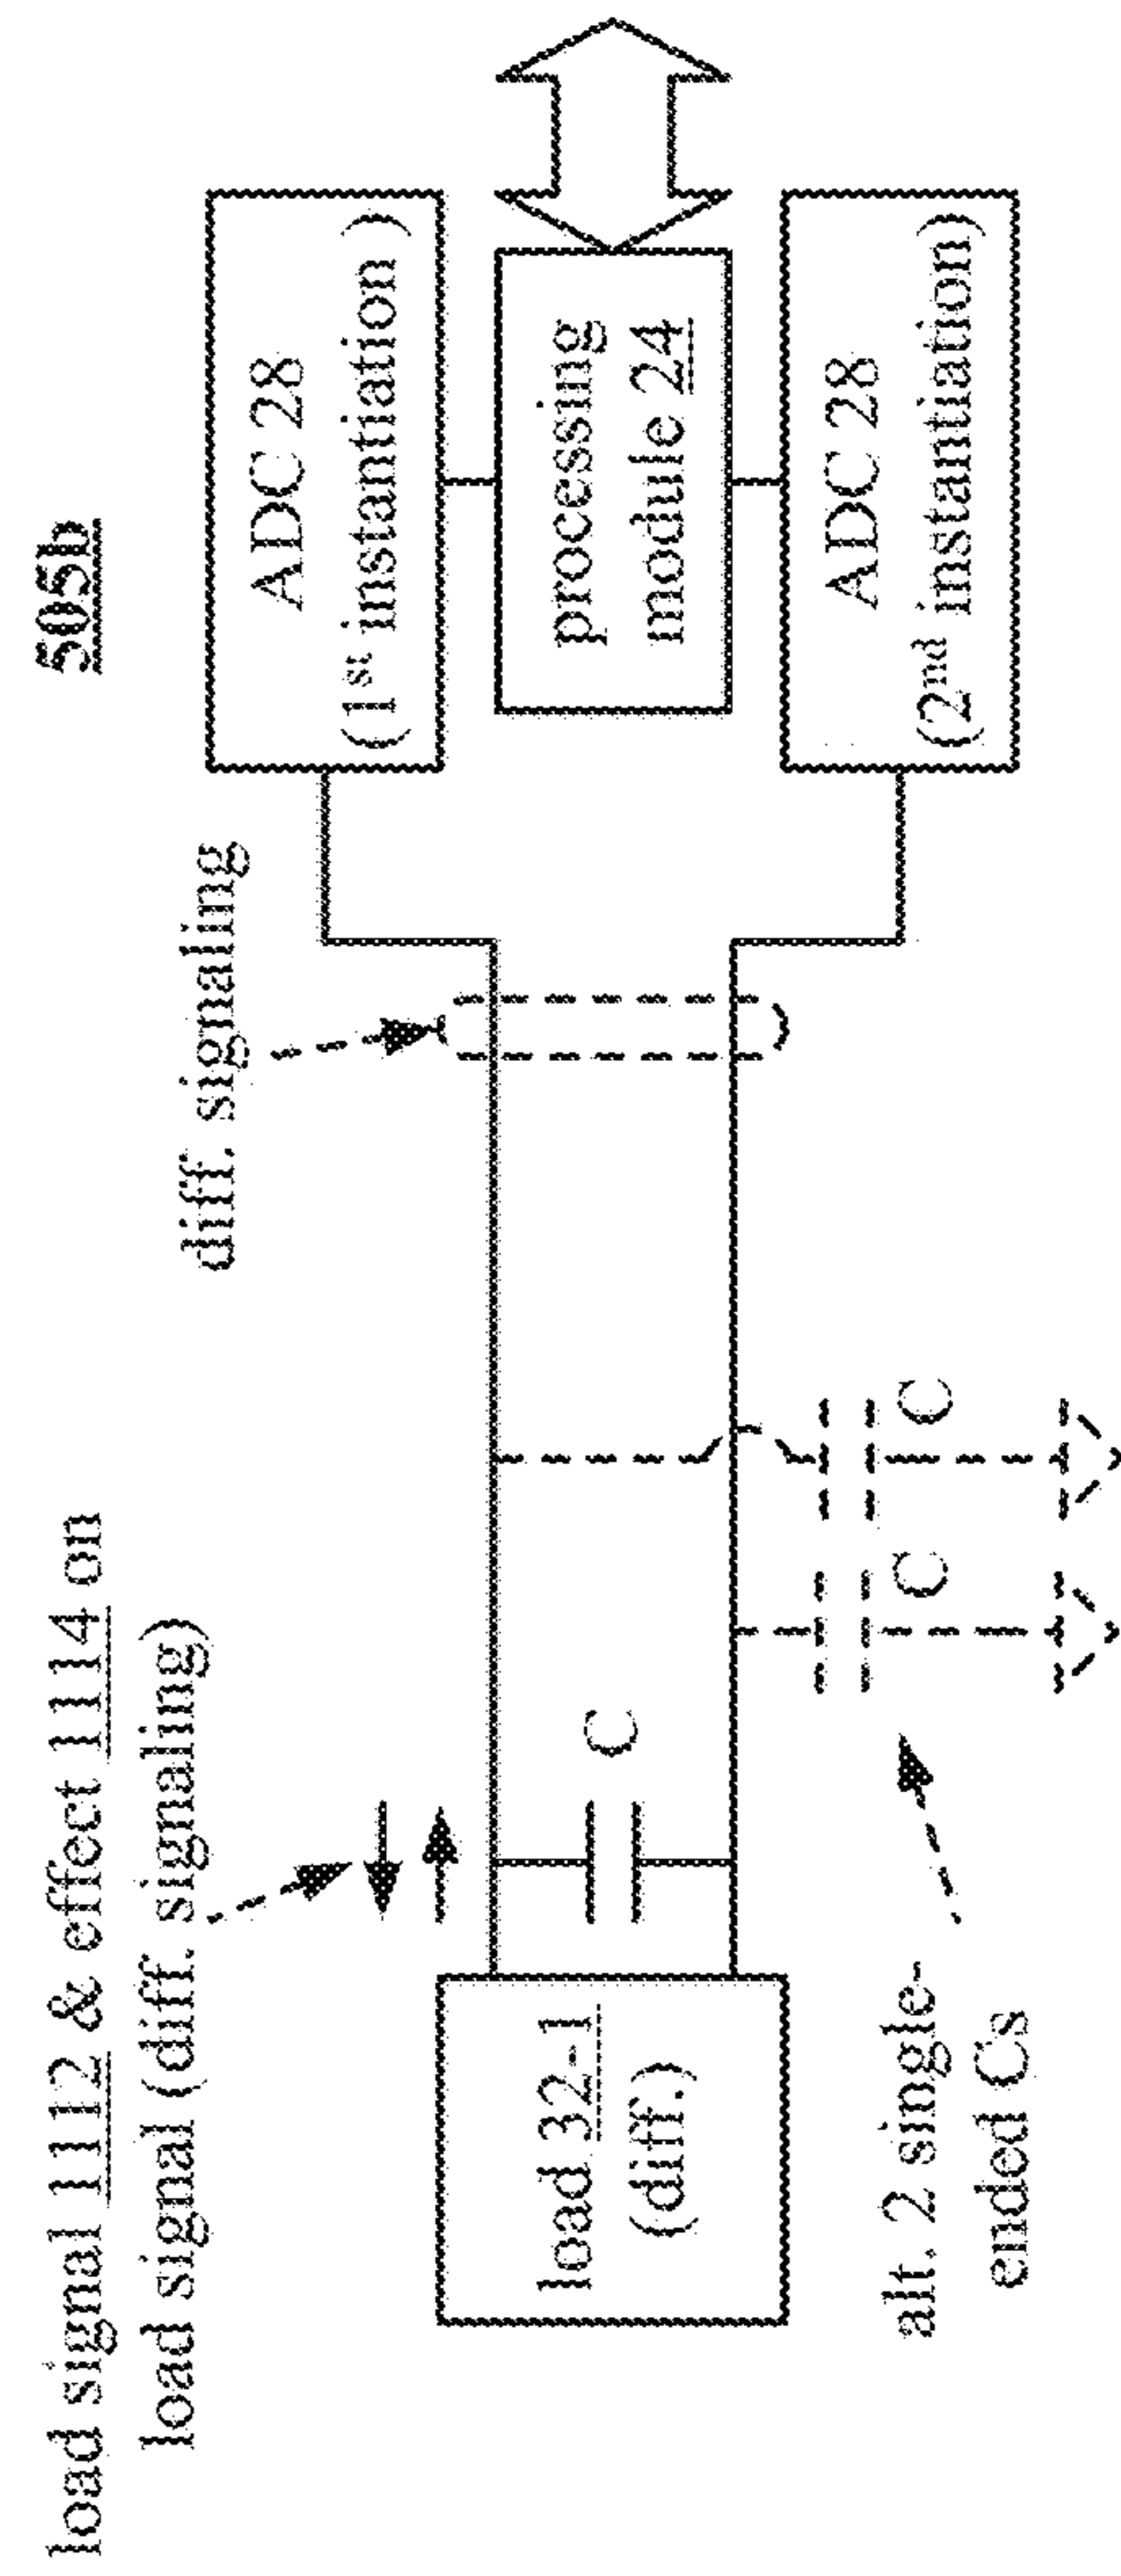 505b
load signal 1112 & effect 1114 on
load signal (diff. signaling)
diff. signaling
ADC 28
(1st instantiation )
load 32-1
(diff.)
C
processing
module 24
C
C
alt. 2 single-
ended Cs
ADC 28
(2nd instantiation)